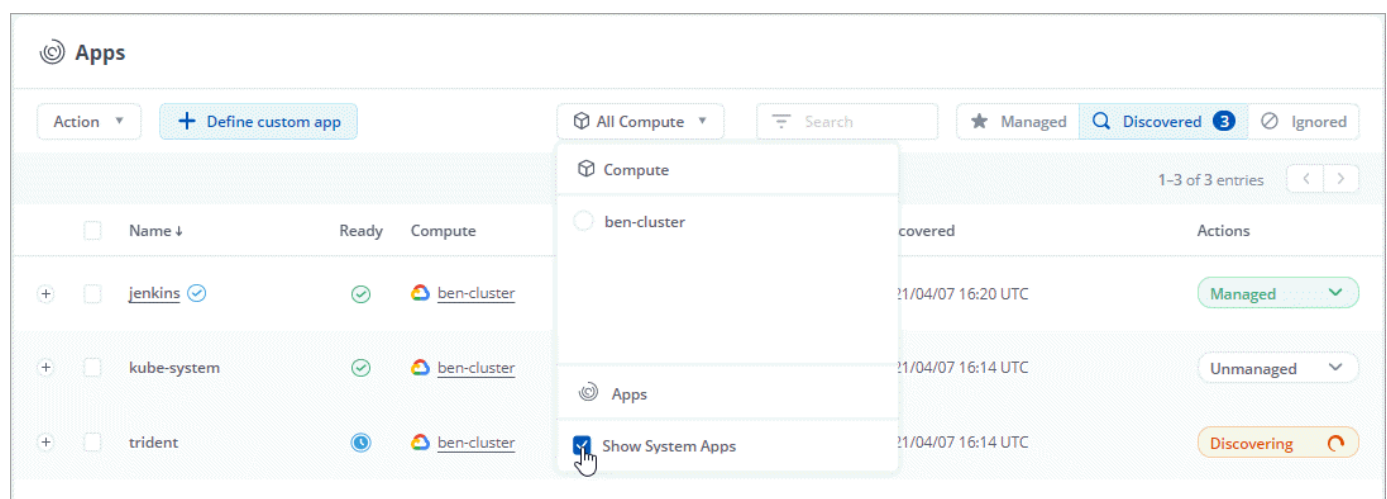 Apps
Action + Define custom app All Compute Search Managed Discovered 3 Ignored
Compute
1–3 of 3 entries
ben-cluster
Name Ready Compute covered Actions
jenkins ben-cluster 21/04/07 16:20 UTC Managed
kube-system ben-cluster 21/04/07 16:14 UTC Unmanaged
Apps
trident ben-cluster 21/04/07 16:14 UTC Discovering
Show System Apps